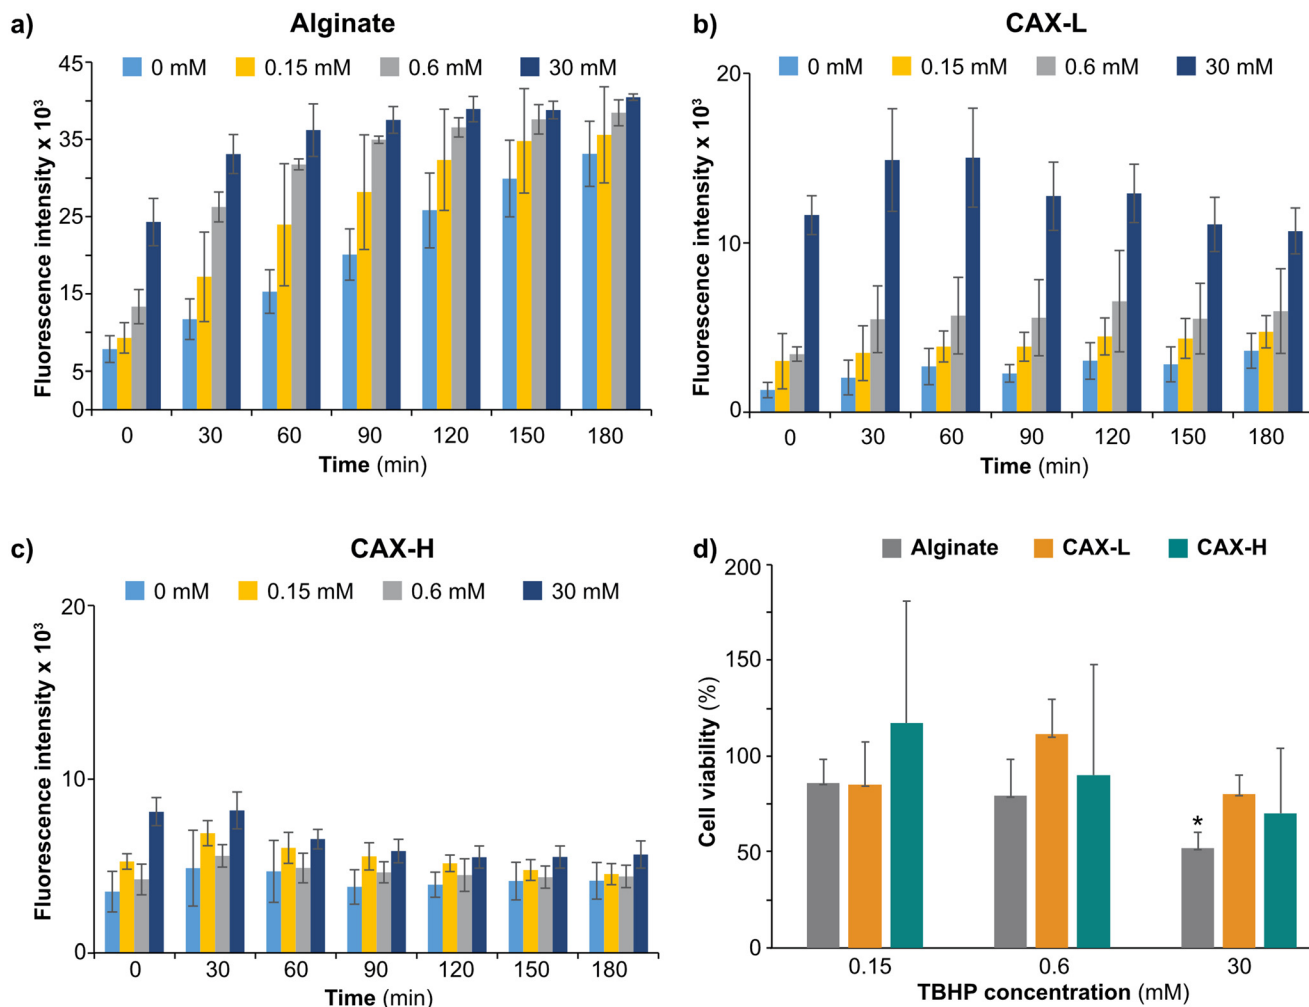 a) Alginate
0 mM 0.15 mM 0.6 mM 30 mM
Fluorescence intensity x 10³
45
35
25
15
5
0
0 30 60 90 120 150 180
Time (min)
b) CAX-L
0 mM 0.15 mM 0.6 mM 30 mM
Fluorescence intensity x 10³
20
10
0
0 30 60 90 120 150 180
Time (min)
c) CAX-H
0 mM 0.15 mM 0.6 mM 30 mM
Fluorescence intensity x 10³
20
10
0
0 30 60 90 120 150 180
Time (min)
d) Alginate CAX-L CAX-H
Cell viability (%)
200
150
100
50
0
*
0.15 0.6 30
TBHP concentration (mM)